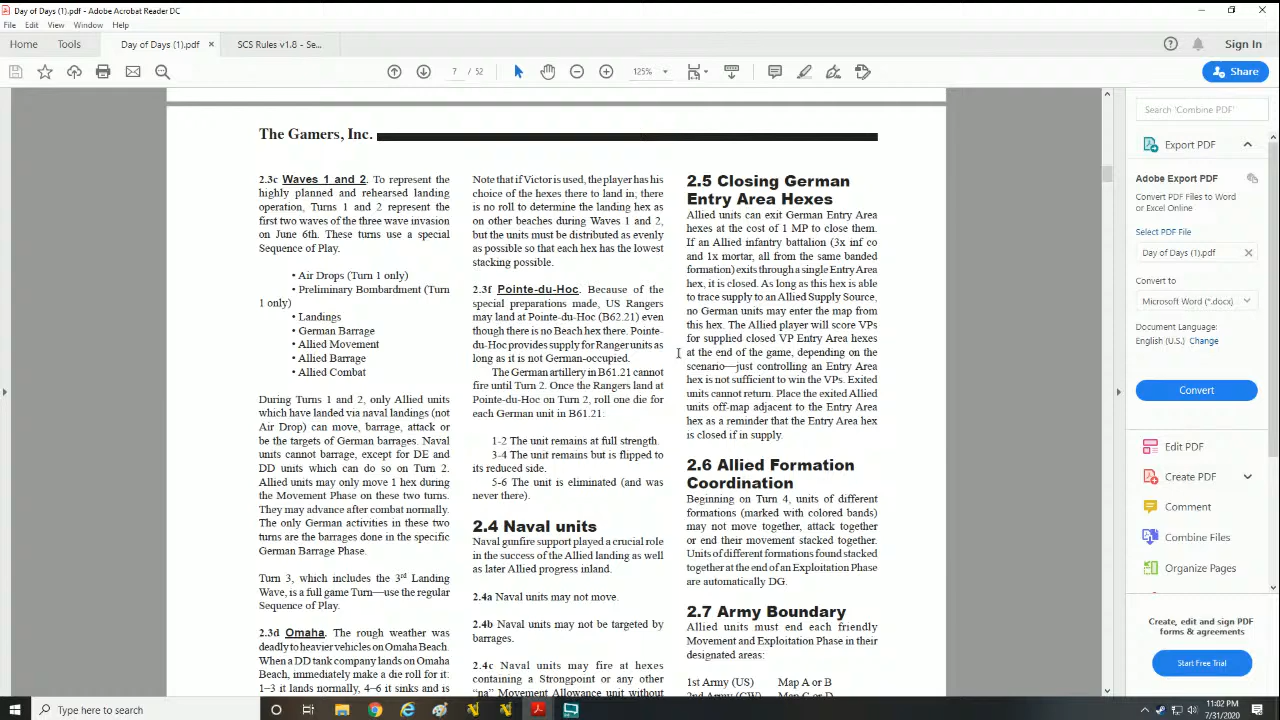 Day of Days (1).pdf - Adobe Acrobat Reader DC
File Edit View Window Help
Home Tools Day of Days (1).pdf × SCS Rules v1.8 - Se... Sign In
7 / 52 125% Share
The Gamers, Inc.
2.3c Waves 1 and 2. To represent the
highly planned and rehearsed landing
operation, Turns 1 and 2 represent the
first two waves of the three wave invasion
on June 6th. These turns use a special
Sequence of Play.
• Air Drops (Turn 1 only)
• Preliminary Bombardment (Turn
1 only)
• Landings
• German Barrage
• Allied Movement
• Allied Barrage
• Allied Combat
During Turns 1 and 2, only Allied units
which have landed via naval landings (not
Air Drop) can move, barrage, attack or
be the targets of German barrages. Naval
units cannot barrage, except for DE and
DD units which can do so on Turn 2.
Allied units may only move 1 hex during
the Movement Phase on these two turns.
They may advance after combat normally.
The only German activities in these two
turns are the barrages done in the specific
German Barrage Phase.
Turn 3, which includes the 3rd Landing
Wave, is a full game Turn—use the regular
Sequence of Play.
2.3d Omaha. The rough weather was
deadly to heavier vehicles on Omaha Beach.
When a DD tank company lands on Omaha
Beach, immediately make a die roll for it:
1–3 it lands normally, 4–6 it sinks and is
Note that if Victor is used, the player has his
choice of the hexes there to land in; there
is no roll to determine the landing hex as
on other beaches during Waves 1 and 2,
but the units must be distributed as evenly
as possible so that each hex has the lowest
stacking possible.
2.3f Pointe-du-Hoc. Because of the
special preparations made, US Rangers
may land at Pointe-du-Hoc (B62.21) even
though there is no Beach hex there. Pointe-
du-Hoc provides supply for Ranger units as
long as it is not German-occupied.
The German artillery in B61.21 cannot
fire until Turn 2. Once the Rangers land at
Pointe-du-Hoc on Turn 2, roll one die for
each German unit in B61.21:
1-2 The unit remains at full strength.
3-4 The unit remains but is flipped to
its reduced side.
5-6 The unit is eliminated (and was
never there).
2.4 Naval units
Naval gunfire support played a crucial role
in the success of the Allied landing as well
as later Allied progress inland.
2.4a Naval units may not move.
2.4b Naval units may not be targeted by
barrages.
2.4c Naval units may fire at hexes
containing a Strongpoint or any other
"na" Movement Allowance unit without
2.5 Closing German
Entry Area Hexes
Allied units can exit German Entry Area
hexes at the cost of 1 MP to close them.
If an Allied infantry battalion (3x inf co
and 1x mortar, all from the same banded
formation) exits through a single Entry Area
hex, it is closed. As long as this hex is able
to trace supply to an Allied Supply Source,
no German units may enter the map from
this hex. The Allied player will score VPs
for supplied closed VP Entry Area hexes
at the end of the game, depending on the
scenario—just controlling an Entry Area
hex is not sufficient to win the VPs. Exited
units cannot return. Place the exited Allied
units off-map adjacent to the Entry Area
hex as a reminder that the Entry Area hex
is closed if in supply.
2.6 Allied Formation
Coordination
Beginning on Turn 4, units of different
formations (marked with colored bands)
may not move together, attack together
or end their movement stacked together.
Units of different formations found stacked
together at the end of an Exploitation Phase
are automatically DG.
2.7 Army Boundary
Allied units must end each friendly
Movement and Exploitation Phase in their
designated areas:
1st Army (US) Map A or B
2nd Army (CW) Map C or D
Search 'Combine PDF'
Export PDF
Adobe Export PDF
Convert PDF Files to Word
or Excel Online
Select PDF File
Day of Days (1).pdf
Convert to
Microsoft Word (*.docx)
Document Language:
English (U.S.) Change
Convert
Edit PDF
Create PDF
Comment
Combine Files
Organize Pages
Create, edit and sign PDF
forms & agreements
Start Free Trial
Type here to search
11:02 PM
7/31/2020